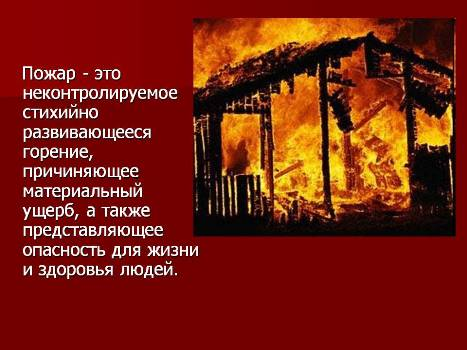 Пожар - это
неконтролируемое
стихийно
развивающееся
горение,
причиняющее
материальный
ущерб, а также
представляющее
опасность для жизни
и здоровья людей.